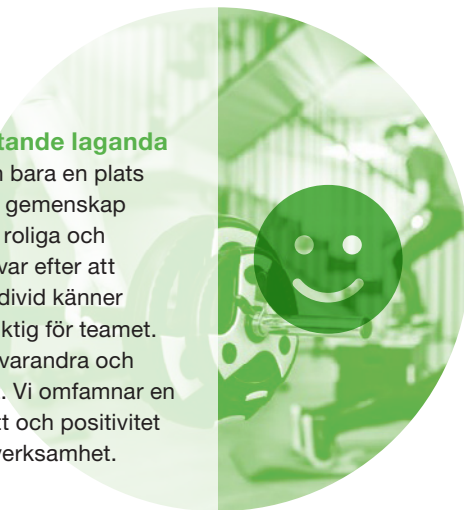 tande laganda
bara en plats
gemenskap
roliga och
var efter att
divid känner
ktig för teamet.
varandra och
. Vi omfamnar en
tt och positivitet
verksamhet.